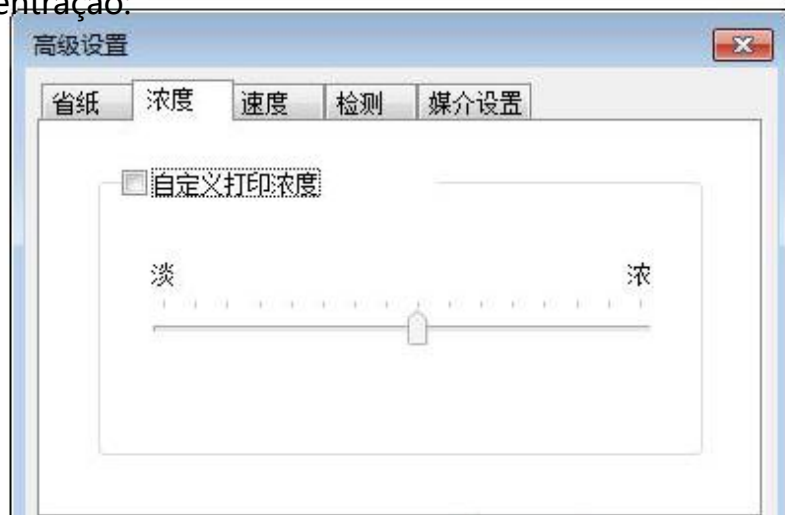 entração.
高级设置
省纸 浓度 速度 检测 媒介设置
自定义打印浓度
淡 浓